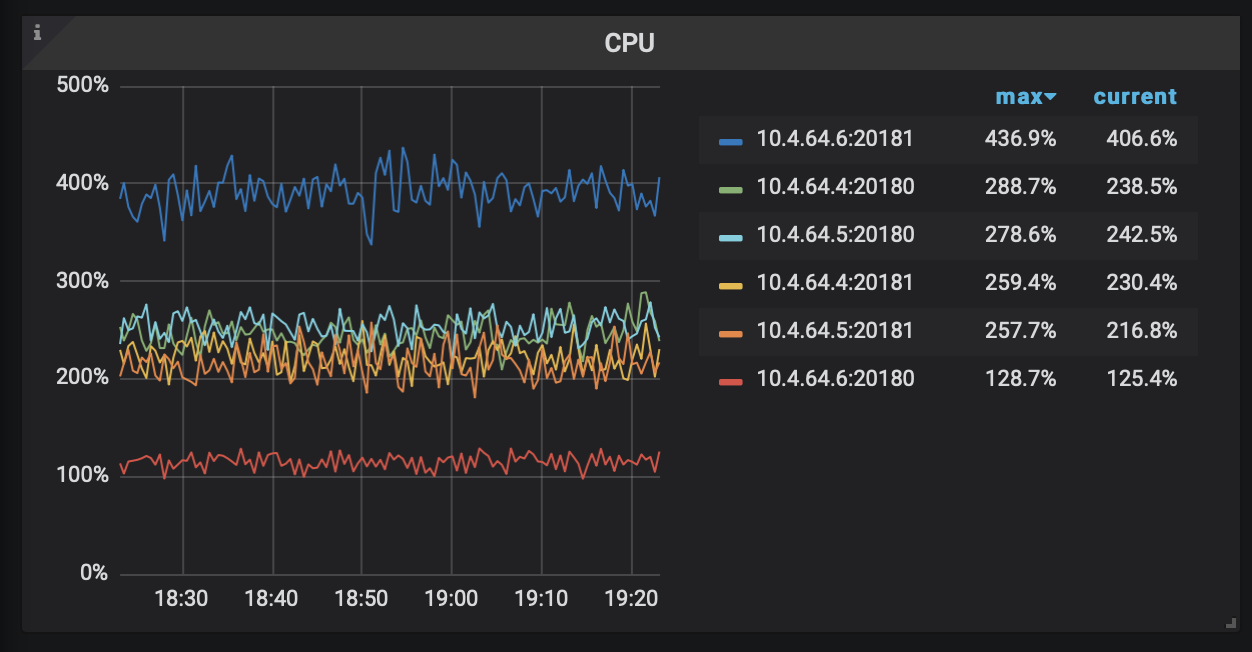 i
CPU
500%
400%
300%
200%
100%
0%
18:30 18:40 18:50 19:00 19:10 19:20
max current
10.4.64.6:20181 436.9% 406.6%
10.4.64.4:20180 288.7% 238.5%
10.4.64.5:20180 278.6% 242.5%
10.4.64.4:20181 259.4% 230.4%
10.4.64.5:20181 257.7% 216.8%
10.4.64.6:20180 128.7% 125.4%